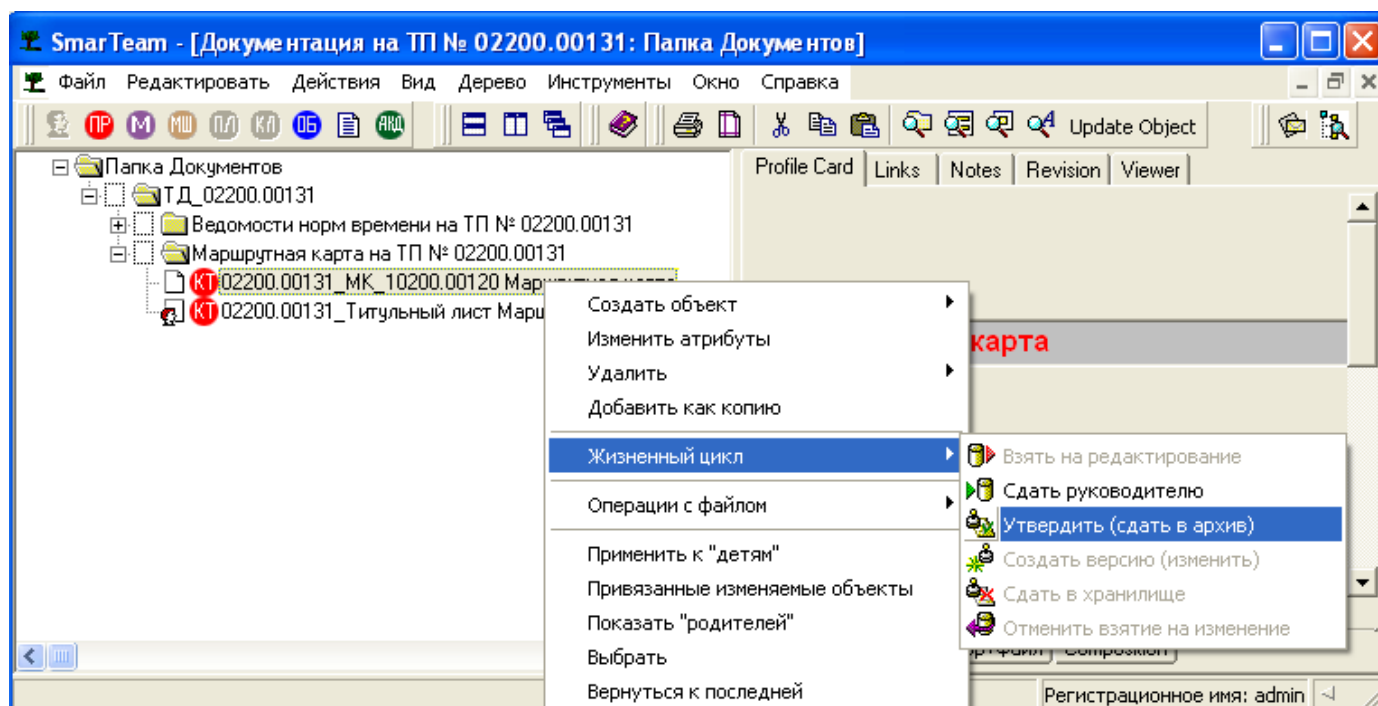 SmarTeam - [Документация на ТП № 02200.00131: Папка Документов]
Файл Редактировать Действия Вид Дерево Инструменты Окно Справка
ПР М МШ ПЛ КЛ ОБ АКД Update Object
Папка Документов
ТД_02200.00131
Ведомости норм времени на ТП № 02200.00131
Маршрутная карта на ТП № 02200.00131
КТ 02200.00131_МК_10200.00120 Маршрутная карта
КТ 02200.00131_Титульный лист Марш
Profile Card Links Notes Revision Viewer
карта
Создать объект
Изменить атрибуты
Удалить
Добавить как копию
Жизненный цикл
Операции с файлом
Применить к "детям"
Привязанные изменяемые объекты
Показать "родителей"
Выбрать
Вернуться к последней
Взять на редактирование
Сдать руководителю
Утвердить (сдать в архив)
Создать версию (изменить)
Сдать в хранилище
Отменить взятие на изменение
Composition
Регистрационное имя: admin